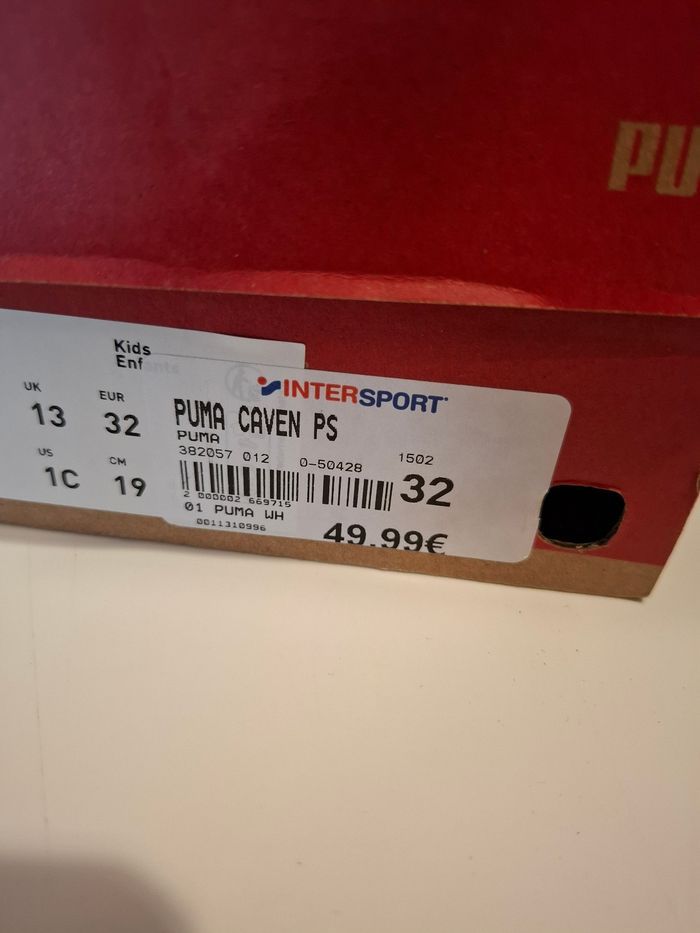 PU
Kids
Enfants
UK
13
EUR
32
US
1C
CM
19
INTERSPORT
PUMA CAVEN PS
PUMA
382057 012 0-50428 1502
32
2 000002 669715
01 PUMA WH
0011310996
49.99€